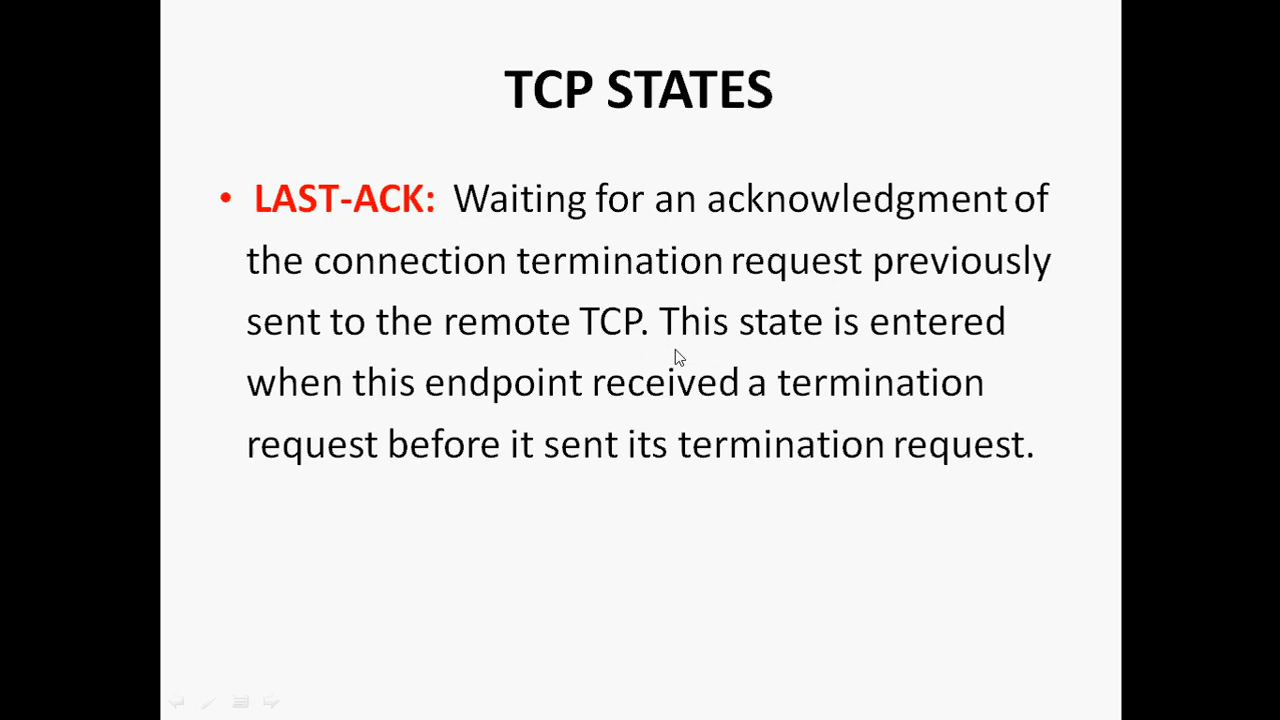 TCP STATES
• LAST-ACK: Waiting for an acknowledgment of
the connection termination request previously
sent to the remote TCP. This state is entered
when this endpoint received a termination
request before it sent its termination request.